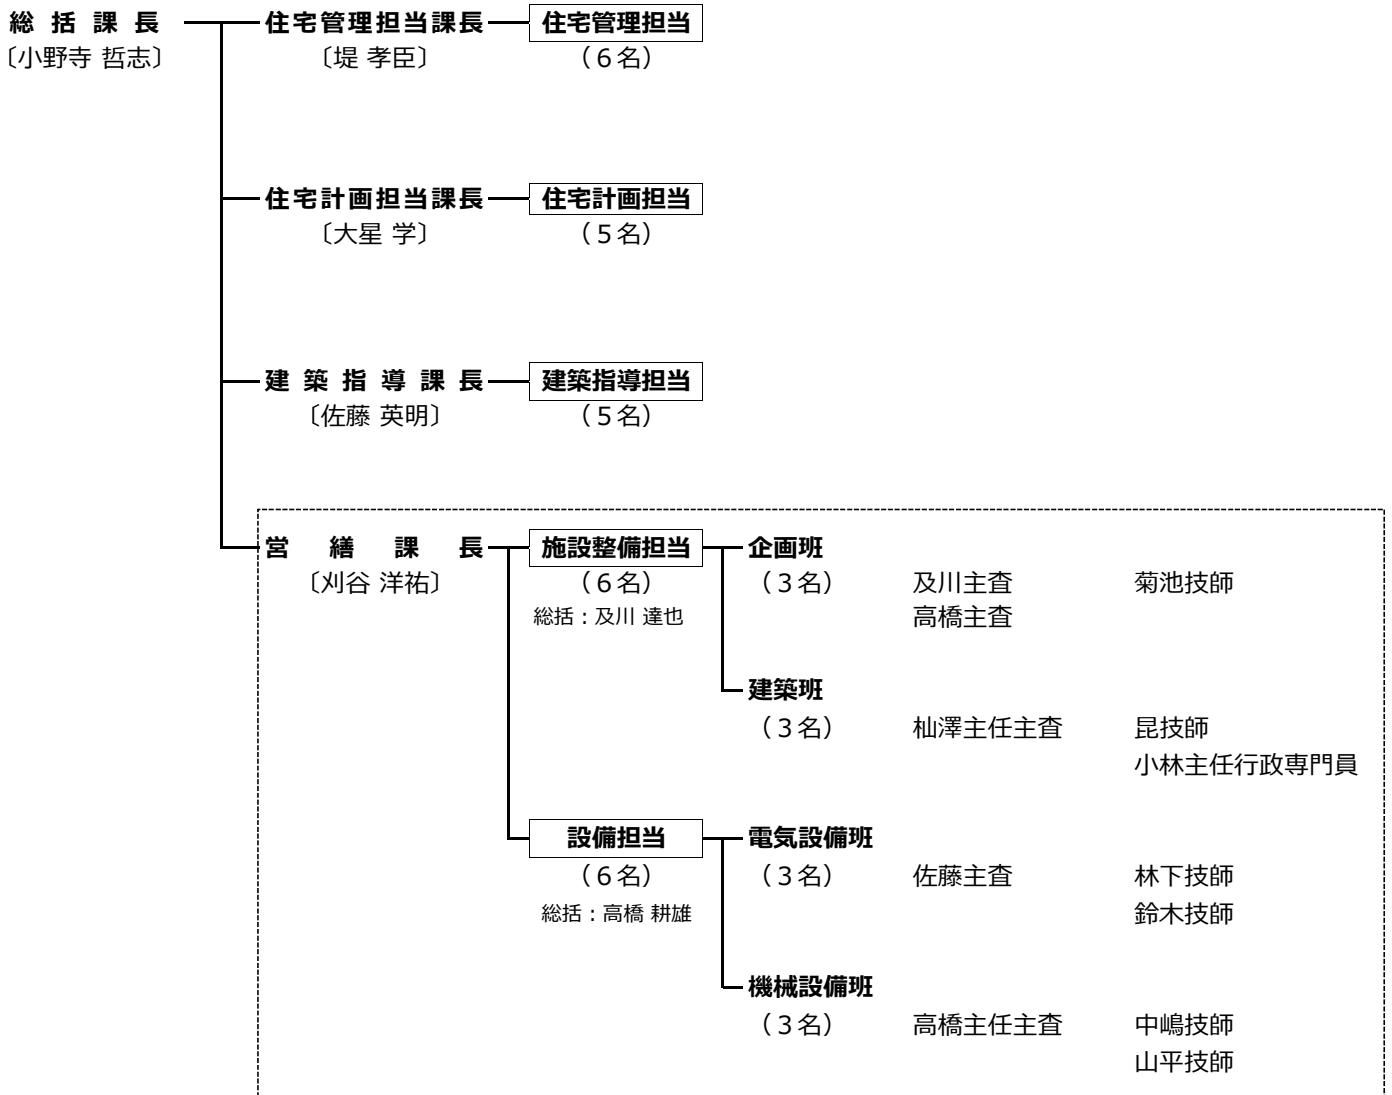 総括課長 住宅管理担当課長 住宅管理担当
〔小野寺 哲志〕 〔堤 孝臣〕 （６名）
住宅計画担当課長 住宅計画担当
〔大星 学〕 （５名）
建築指導課長 建築指導担当
〔佐藤 英明〕 （５名）
営繕課長 施設整備担当 企画班
〔刈谷 洋祐〕 （６名） （３名） 及川主査 菊池技師
総括：及川 達也 高橋主査
建築班
（３名） 杣澤主任主査 昆技師
小林主任行政専門員
設備担当 電気設備班
（６名） （３名） 佐藤主査 林下技師
総括：高橋 耕雄 鈴木技師
機械設備班
（３名） 高橋主任主査 中嶋技師
山平技師